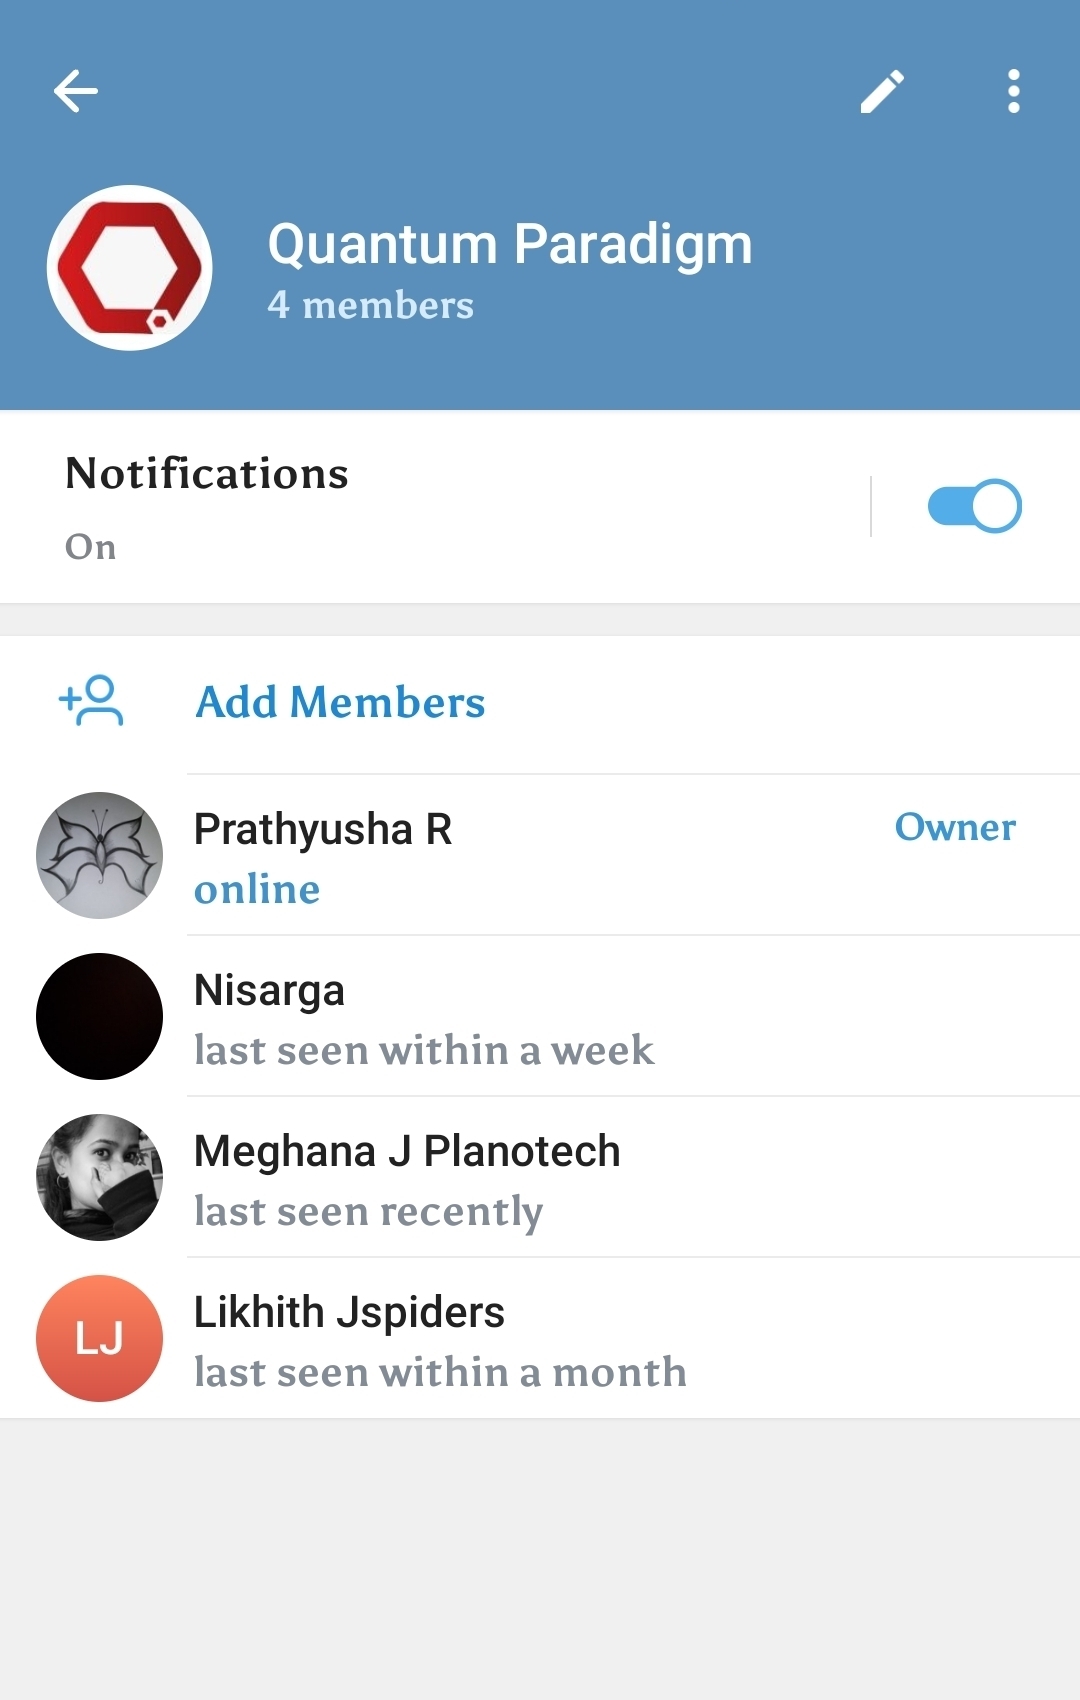 Quantum Paradigm
4 members
Notifications
On
Add Members
Prathyusha R
Owner
online
Nisarga
last seen within a week
Meghana J Planotech
last seen recently
LJ
Likhith Jspiders
last seen within a month